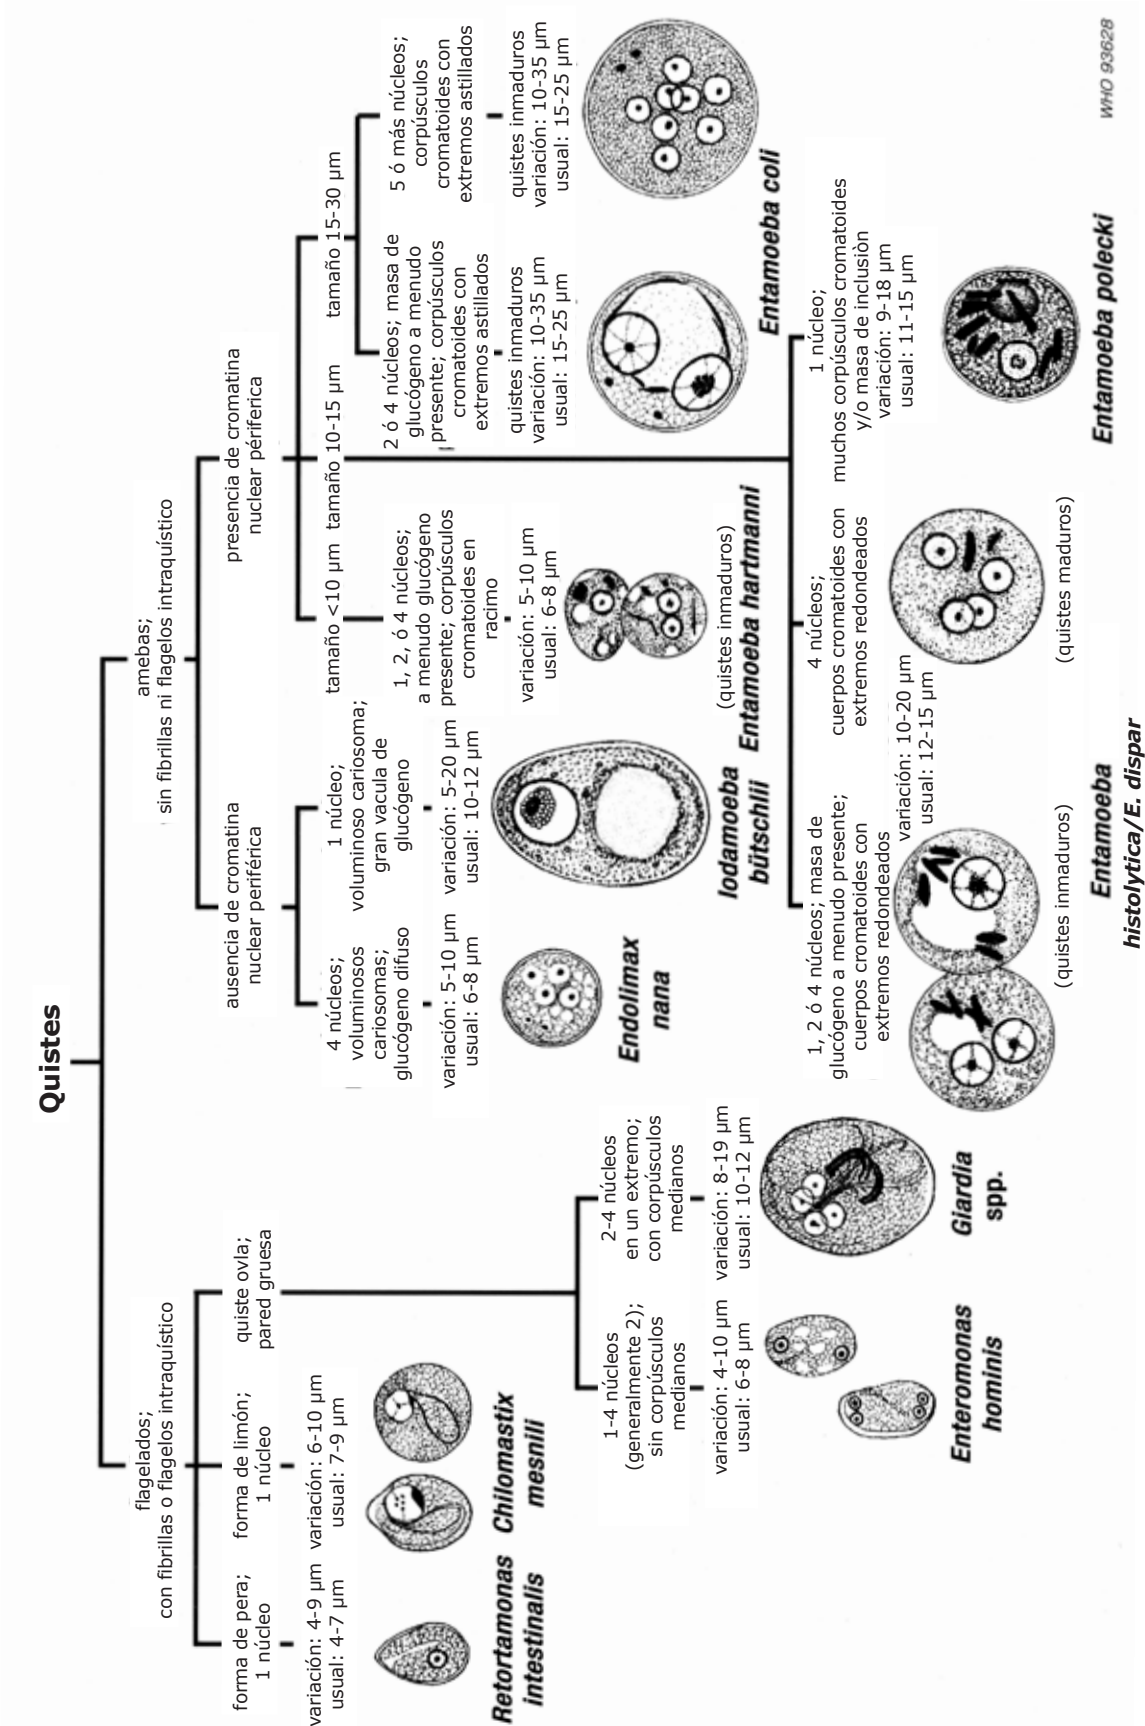 Quistes
flagelados;
con fibrillas o flagelos intraquístico
amebas;
sin fibrillas ni flagelos intraquístico
forma de pera;
1 núcleo
forma de limón;
1 núcleo
quiste ovla;
pared gruesa
ausencia de cromatina
nuclear periférica
presencia de cromatina
nuclear périferica
variación: 4-9 µm
usual: 4-7 µm
variación: 6-10 µm
usual: 7-9 µm
Retortamonas
intestinalis
Chilomastix
mesnili
1-4 núcleos
(generalmente 2);
sin corpúsculos
medianos
variación: 4-10 µm
usual: 6-8 µm
Enteromonas
hominis
2-4 núcleos
en un extremo;
con corpúsculos
medianos
variación: 8-19 µm
usual: 10-12 µm
Giardia
spp.
4 núcleos;
voluminosos
cariosomas;
glucógeno difuso
variación: 5-10 µm
usual: 6-8 µm
Endolimax
nana
1 núcleo;
voluminoso cariosoma;
gran vacula de
glucógeno
variación: 5-20 µm
usual: 10-12 µm
Iodamoeba
bütschlii
tamaño <10 µm
tamaño 10-15 µm
tamaño 15-30 µm
1, 2, ó 4 núcleos;
a menudo glucógeno
presente; corpúsculos
cromatoides en
racimo
variación: 5-10 µm
usual: 6-8 µm
(quistes inmaduros)
Entamoeba hartmanni
2 ó 4 núcleos; masa de
glucógeno a menudo
presente; corpúsculos
cromatoides con
extremos astillados
quistes inmaduros
variación: 10-35 µm
usual: 15-25 µm
5 ó más núcleos;
corpúsculos
cromatoides con
extremos astillados
quistes inmaduros
variación: 10-35 µm
usual: 15-25 µm
Entamoeba coli
1, 2 ó 4 núcleos; masa de
glucógeno a menudo presente;
cuerpos cromatoides con
extremos redondeados
variación: 10-20 µm
usual: 12-15 µm
(quistes inmaduros)
4 núcleos;
cuerpos cromatoides con
extremos redondeados
(quistes maduros)
Entamoeba
histolytica/E. dispar
1 núcleo;
muchos corpúsculos cromatoides
y/o masa de inclusiòn
variación: 9-18 µm
usual: 11-15 µm
Entamoeba polecki
WHO 93628